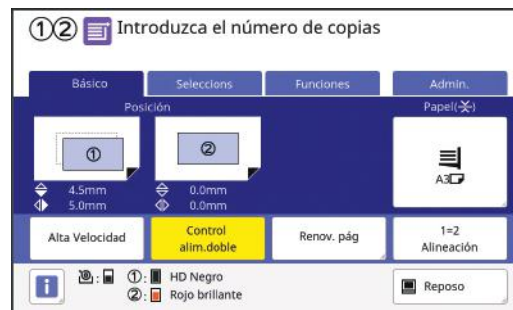 ①② Introduzca el número de copias
Básico Seleccions Funciones Admin.
Posición Papel(
① ②
4.5mm 0.0mm A3
5.0mm 0.0mm
Alta Velocidad Control alim.doble Renov. pág 1=2 Alineación
①: HD Negro
②: Rojo brillante
Reposo